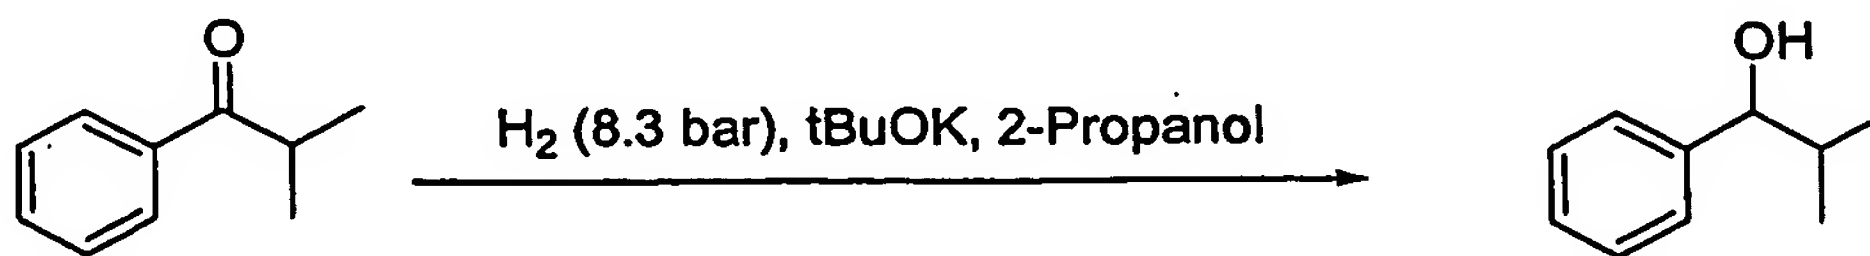 O
OH
H₂ (8.3 bar), tBuOK, 2-Propanol